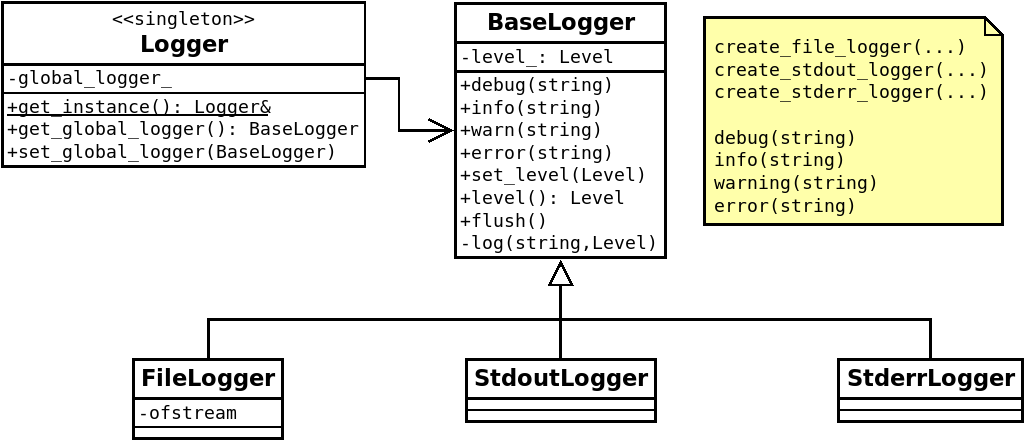 <<singleton>>
Logger
-global_logger_
+get_instance(): Logger&
+get_global_logger(): BaseLogger
+set_global_logger(BaseLogger)
BaseLogger
-level_: Level
+debug(string)
+info(string)
+warn(string)
+error(string)
+set_level(Level)
+level(): Level
+flush()
-log(string,Level)
create_file_logger(...)
create_stdout_logger(...)
create_stderr_logger(...)
debug(string)
info(string)
warning(string)
error(string)
FileLogger
-ofstream
StdoutLogger
StderrLogger